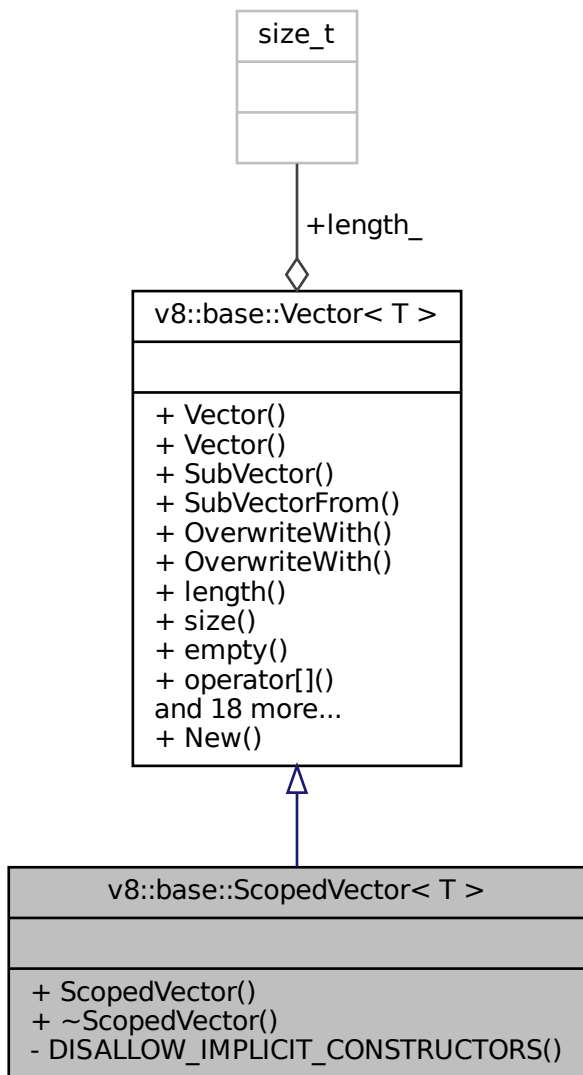 size_t
+length_
v8::base::Vector< T >
+ Vector()
+ Vector()
+ SubVector()
+ SubVectorFrom()
+ OverwriteWith()
+ OverwriteWith()
+ length()
+ size()
+ empty()
+ operator[]()
and 18 more...
+ New()
v8::base::ScopedVector< T >
+ ScopedVector()
+ ~ScopedVector()
- DISALLOW_IMPLICIT_CONSTRUCTORS()